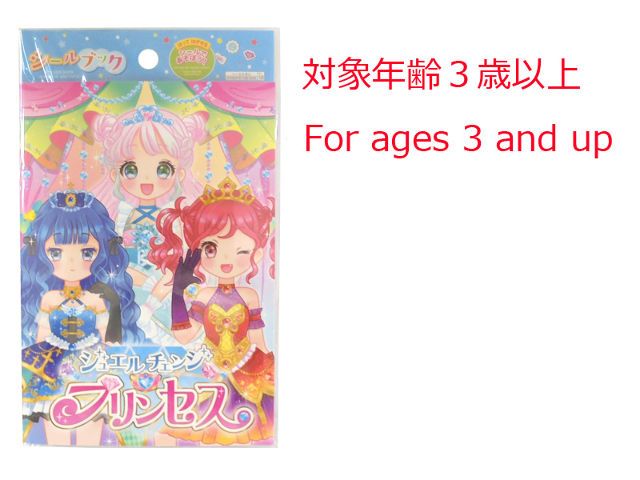 シールブック
対象年齢３歳以上
For ages 3 and up
ジュエルチェンジ
プリンセス